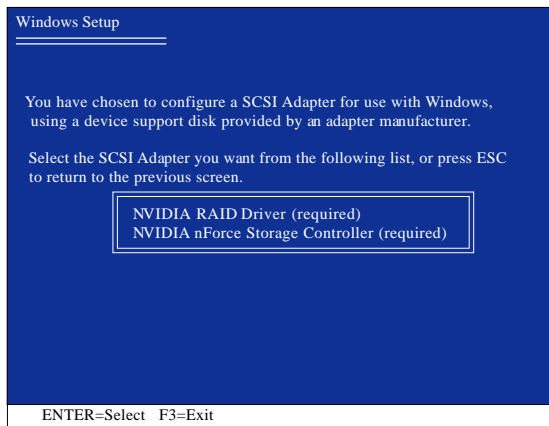 Windows Setup
You have chosen to configure a SCSI Adapter for use with Windows,
using a device support disk provided by an adapter manufacturer.
Select the SCSI Adapter you want from the following list, or press ESC
to return to the previous screen.
NVIDIA RAID Driver (required)
NVIDIA nForce Storage Controller (required)
ENTER=Select F3=Exit